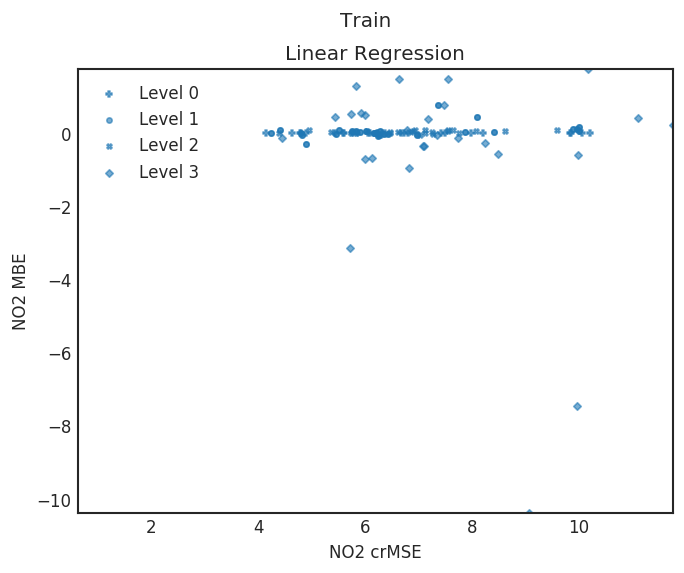 Train
Linear Regression
Level 0
Level 1
Level 2
Level 3
0
−2
−4
−6
−8
−10
NO2 MBE
2 4 6 8 10
NO2 crMSE